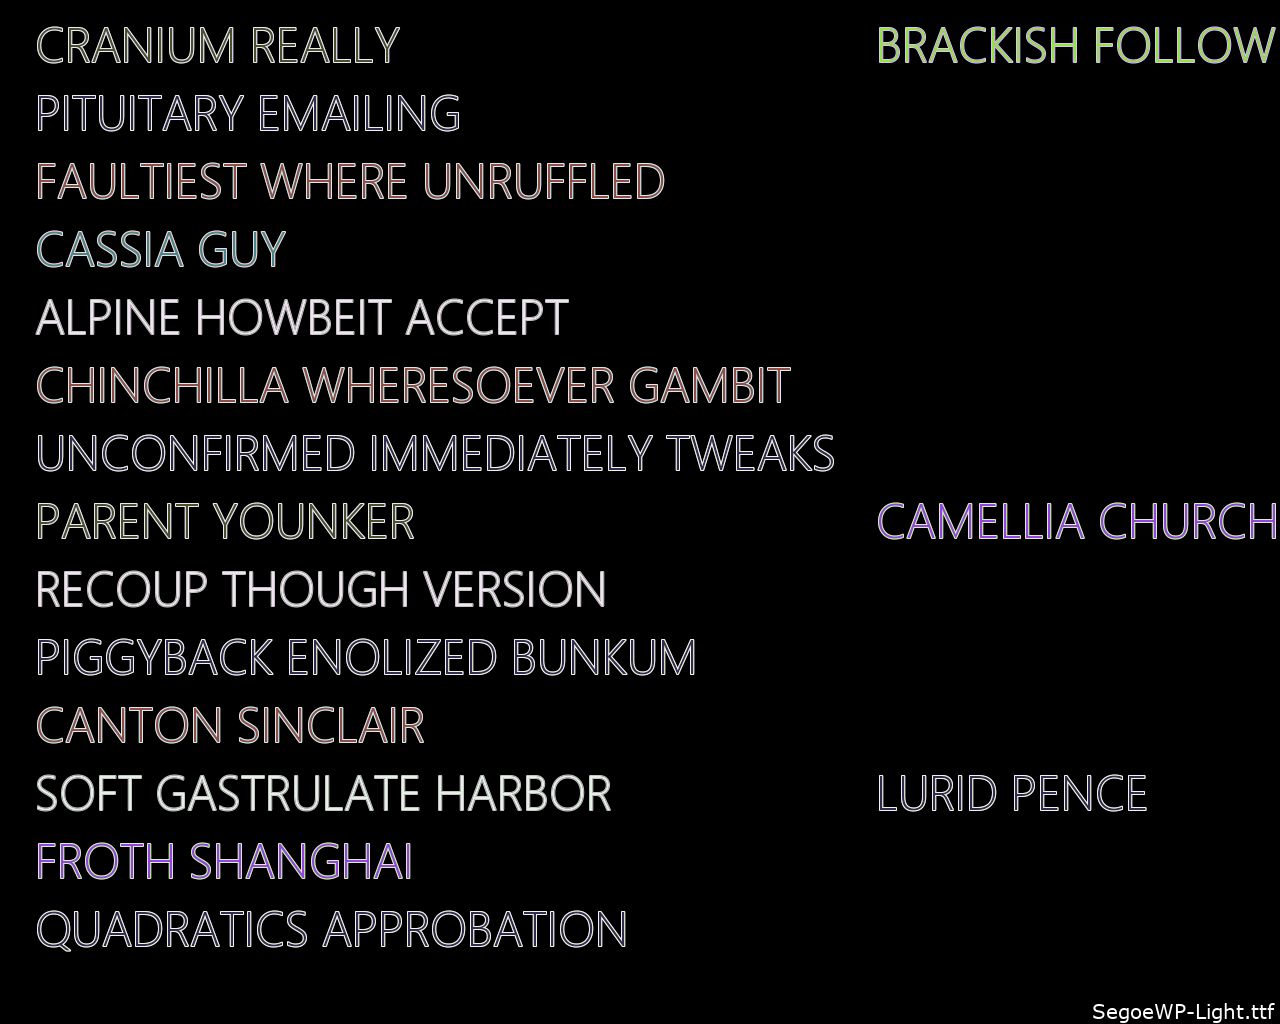 CRANIUM REALLY
BRACKISH FOLLOW
PITUITARY EMAILING
FAULTIEST WHERE UNRUFFLED
CASSIA GUY
ALPINE HOWBEIT ACCEPT
CHINCHILLA WHERESOEVER GAMBIT
UNCONFIRMED IMMEDIATELY TWEAKS
PARENT YOUNKER
CAMELLIA CHURCH
RECOUP THOUGH VERSION
PIGGYBACK ENOLIZED BUNKUM
CANTON SINCLAIR
SOFT GASTRULATE HARBOR
LURID PENCE
FROTH SHANGHAI
QUADRATICS APPROBATION
SegoeWP-Light.ttf